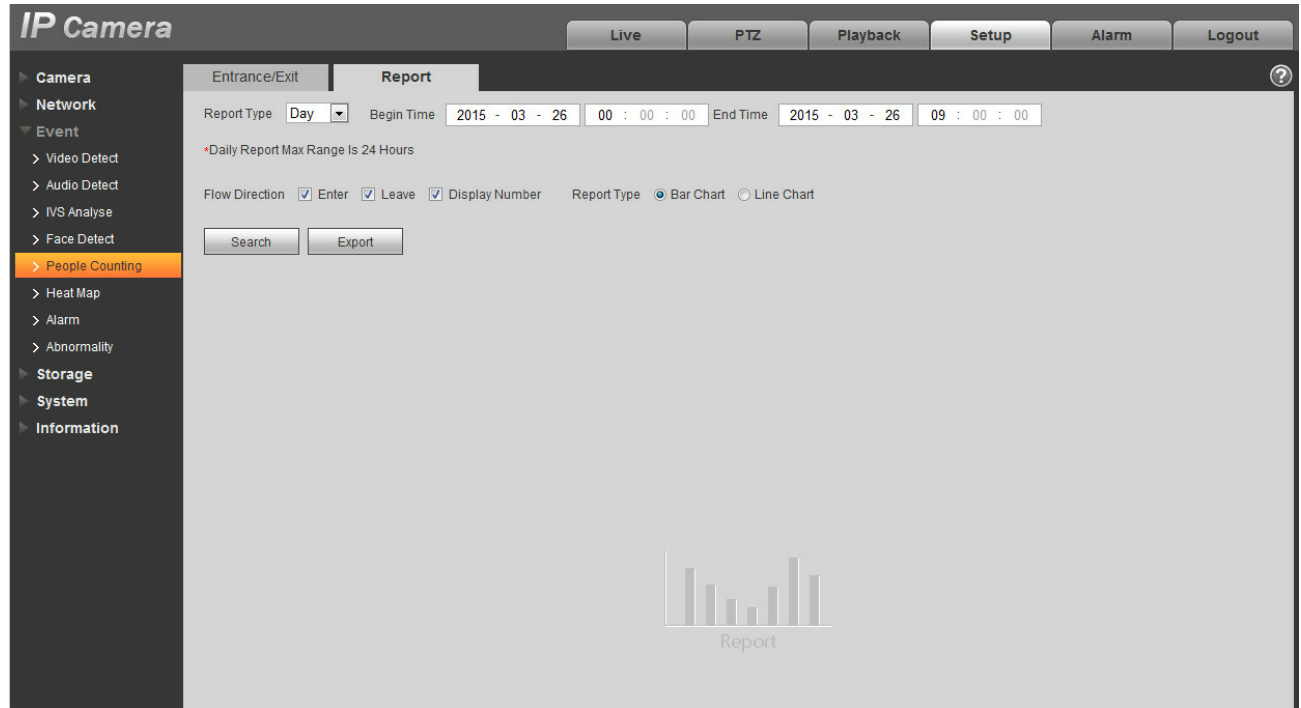 IP Camera
Live PTZ Playback Setup Alarm Logout
Camera
Network
Event
Video Detect
Audio Detect
IVS Analyse
Face Detect
People Counting
Heat Map
Alarm
Abnormality
Storage
System
Information
Entrance/Exit Report ?
Report Type Day Begin Time 2015 - 03 - 26 00 : 00 : 00 End Time 2015 - 03 - 26 09 : 00 : 00
*Daily Report Max Range Is 24 Hours
Flow Direction Enter Leave Display Number Report Type Bar Chart Line Chart
Search Export
Report